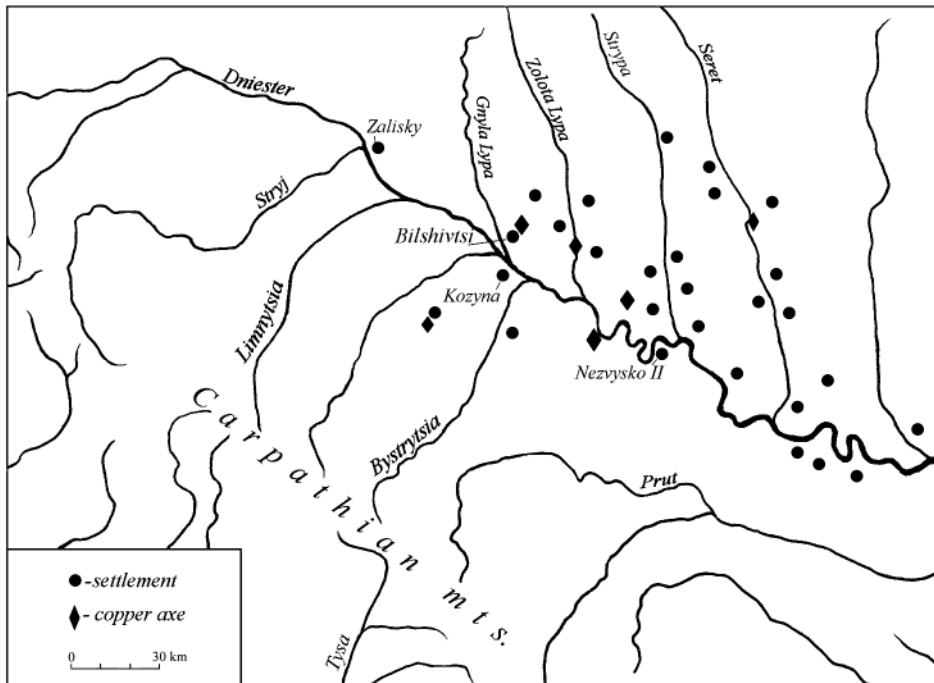 Dniester
Zalisky
Stryj
Gnyla Lypa
Zolota Lypa
Strypa
Seret
Bilshivtsi
Kozyna
Limnytsia
Nezvysko II
Bystrytsia
Carpathian mts.
Prut
Tysa
-settlement
- copper axe
0 30 km